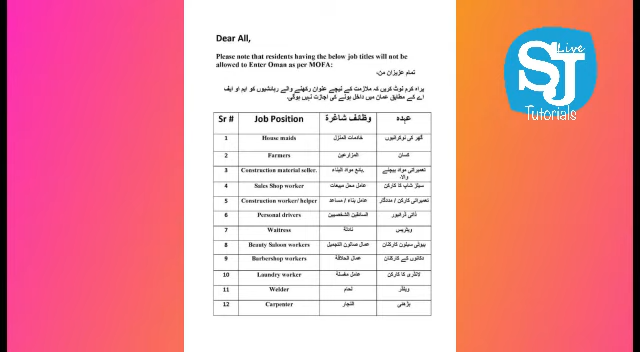 Dear All,
Please note that residents having the below job titles will not be
allowed to Enter Oman as per MOFA:
تمام عزیزان من،
براہ کرم نوٹ کریں کہ ملازمت کے نیچے عنوان رکھنے والے رہائشیوں کو ایم او ایف
اے کے مطابق عمان میں داخل ہونے کی اجازت نہیں ہوگی۔
Sr # Job Position وظائف شاغرة عہدہ
1 House maids خادمات المنزل گھر کی نوکرانیوں
2 Farmers المزارعين کسان
3 Construction material seller. بائع مواد البناء. تعمیراتی مواد بیچنے
والا.
4 Sales Shop worker عامل محل مبيعات سیلز شاپ کا کارکن
5 Construction worker/ helper عامل بناء / مساعد تعمیراتی کارکن / مددگار
6 Personal drivers السائقين الشخصيين ذاتی ڈرائیور
7 Waitress نادلة ویٹریس
8 Beauty Saloon workers عمال صالون التجميل بیوٹی سیلون کارکنان
9 Barbershop workers عمال الحلاقة دکانوں کے کارکنان
10 Laundry worker عامل مغسلة لانڈری کا کارکن
11 Welder لحام ویلڈر
12 Carpenter النجار بڑھئی
Live
SJ
Tutorials